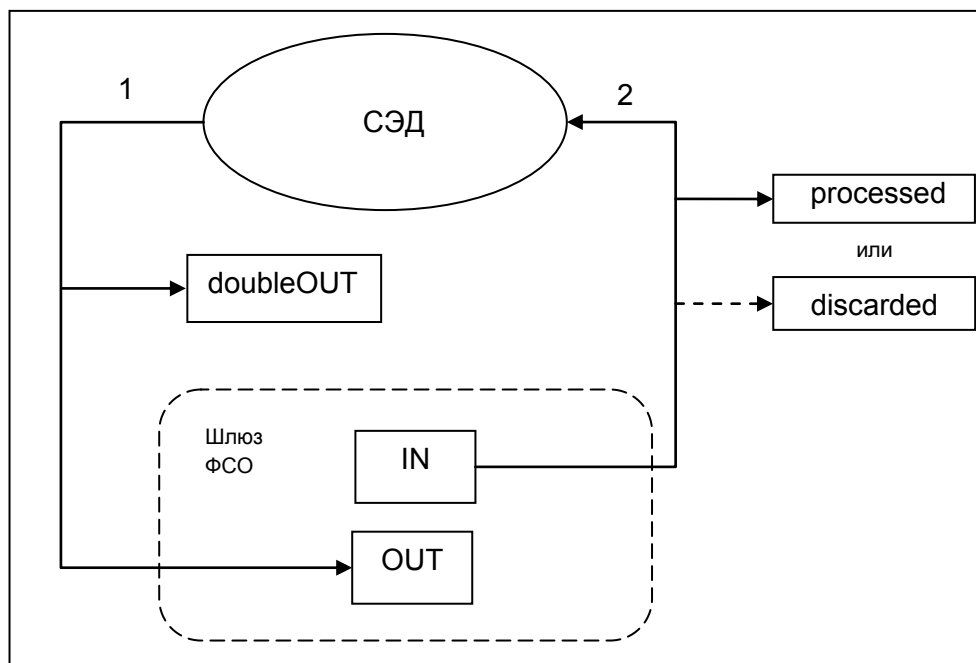 1
2
СЭД
processed
или
doubleOUT
discarded
Шлюз
ФСО
IN
OUT